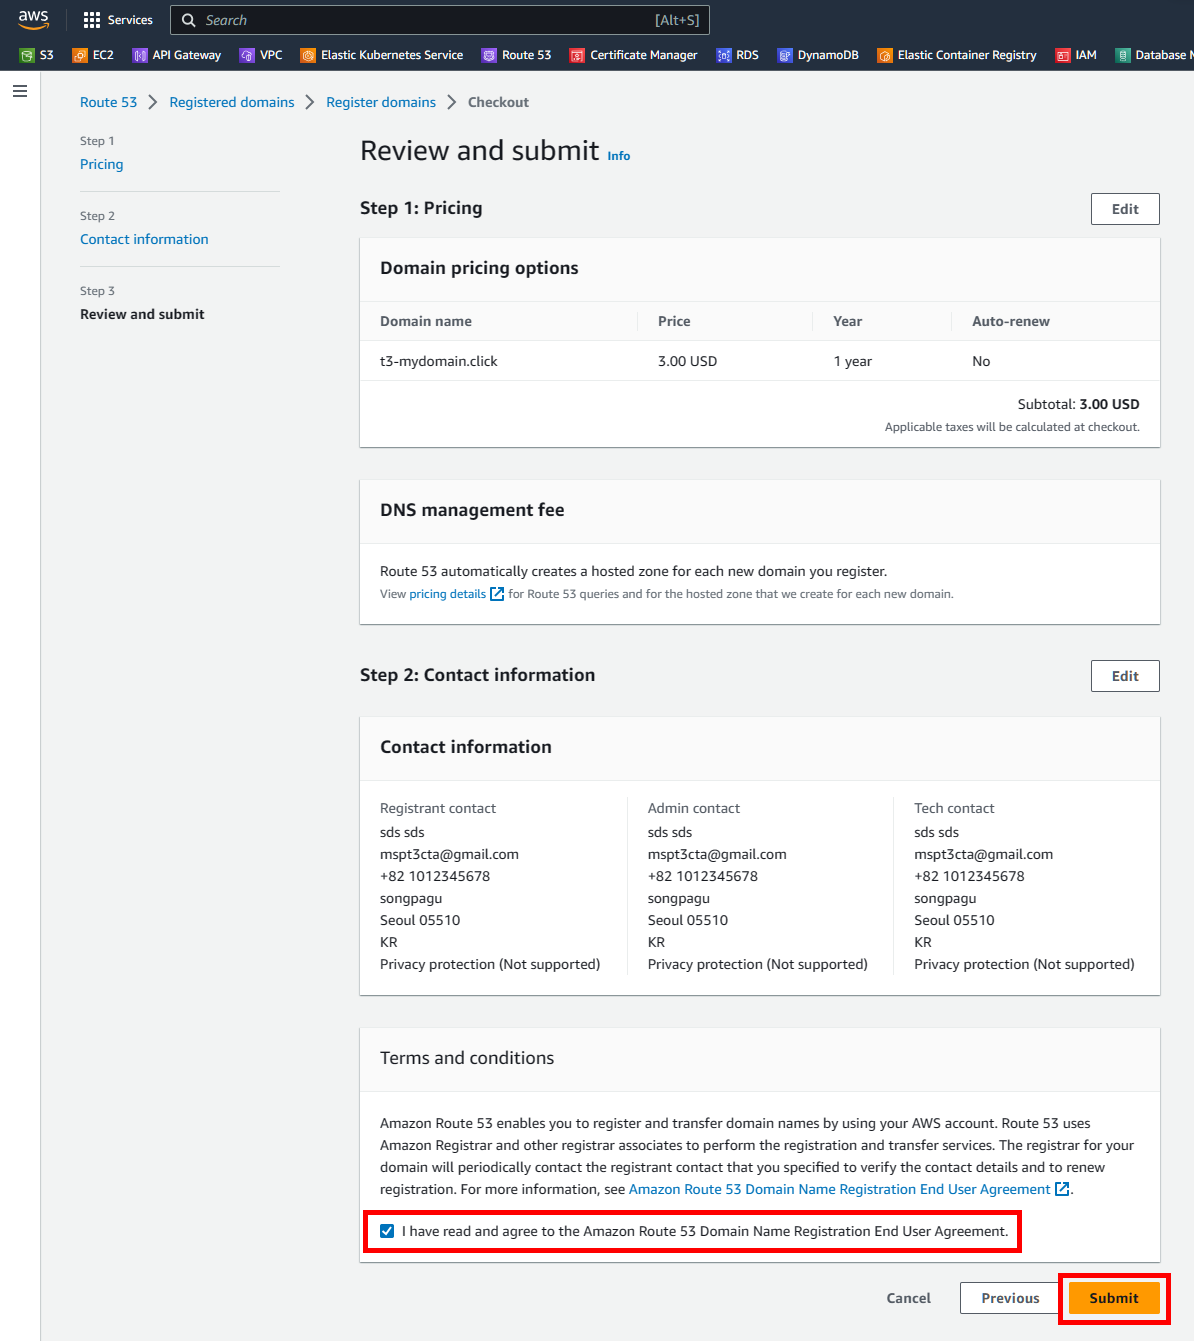 aws
Services
Search
[Alt+S]
S3
EC2
API Gateway
VPC
Elastic Kubernetes Service
Route 53
Certificate Manager
RDS
DynamoDB
Elastic Container Registry
IAM
Database
Route 53 > Registered domains > Register domains > Checkout
Step 1
Pricing
Step 2
Contact information
Step 3
Review and submit
Review and submit Info
Step 1: Pricing
Edit
Domain pricing options
Domain name Price Year Auto-renew
t3-mydomain.click 3.00 USD 1 year No
Subtotal: 3.00 USD
Applicable taxes will be calculated at checkout.
DNS management fee
Route 53 automatically creates a hosted zone for each new domain you register.
View pricing details for Route 53 queries and for the hosted zone that we create for each new domain.
Step 2: Contact information
Edit
Contact information
Registrant contact
sds sds
mspt3cta@gmail.com
+82 1012345678
songpagu
Seoul 05510
KR
Privacy protection (Not supported)
Admin contact
sds sds
mspt3cta@gmail.com
+82 1012345678
songpagu
Seoul 05510
KR
Privacy protection (Not supported)
Tech contact
sds sds
mspt3cta@gmail.com
+82 1012345678
songpagu
Seoul 05510
KR
Privacy protection (Not supported)
Terms and conditions
Amazon Route 53 enables you to register and transfer domain names by using your AWS account. Route 53 uses
Amazon Registrar and other registrar associates to perform the registration and transfer services. The registrar for your
domain will periodically contact the registrant contact that you specified to verify the contact details and to renew
registration. For more information, see Amazon Route 53 Domain Name Registration End User Agreement.
I have read and agree to the Amazon Route 53 Domain Name Registration End User Agreement.
Cancel
Previous
Submit